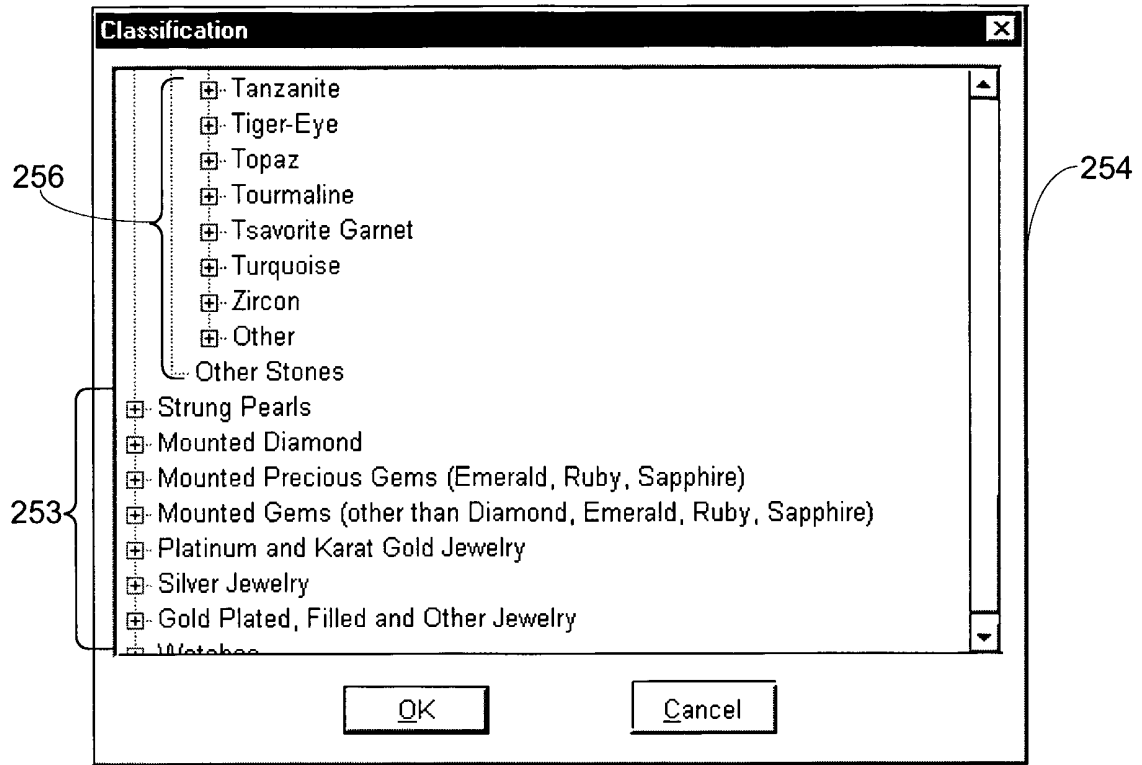 Classification
Tanzanite
Tiger-Eye
Topaz
256
254
Tourmaline
Tsavorite Garnet
Turquoise
Zircon
Other
Other Stones
Strung Pearls
Mounted Diamond
Mounted Precious Gems (Emerald, Ruby, Sapphire)
253
Mounted Gems (other than Diamond, Emerald, Ruby, Sapphire)
Platinum and Karat Gold Jewelry
Silver Jewelry
Gold Plated, Filled and Other Jewelry
Watches
OK Cancel